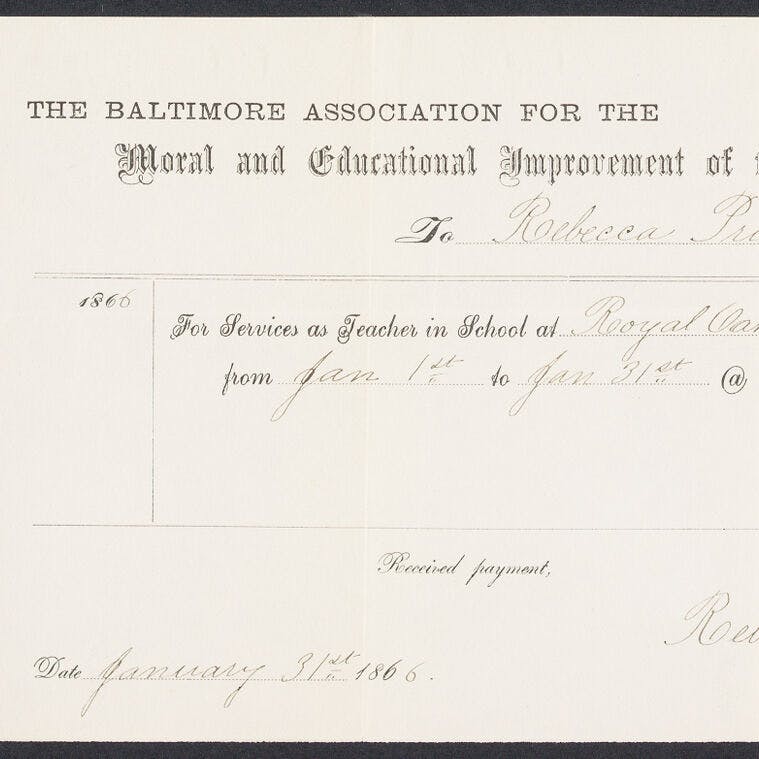 THE BALTIMORE ASSOCIATION FOR THE
Moral and Educational Improvement of
To Rebecca
1866
For Services as Teacher in School at Royal
from Jan 1st to Jan 31st @
Received payment,
Date January 31st 1866.